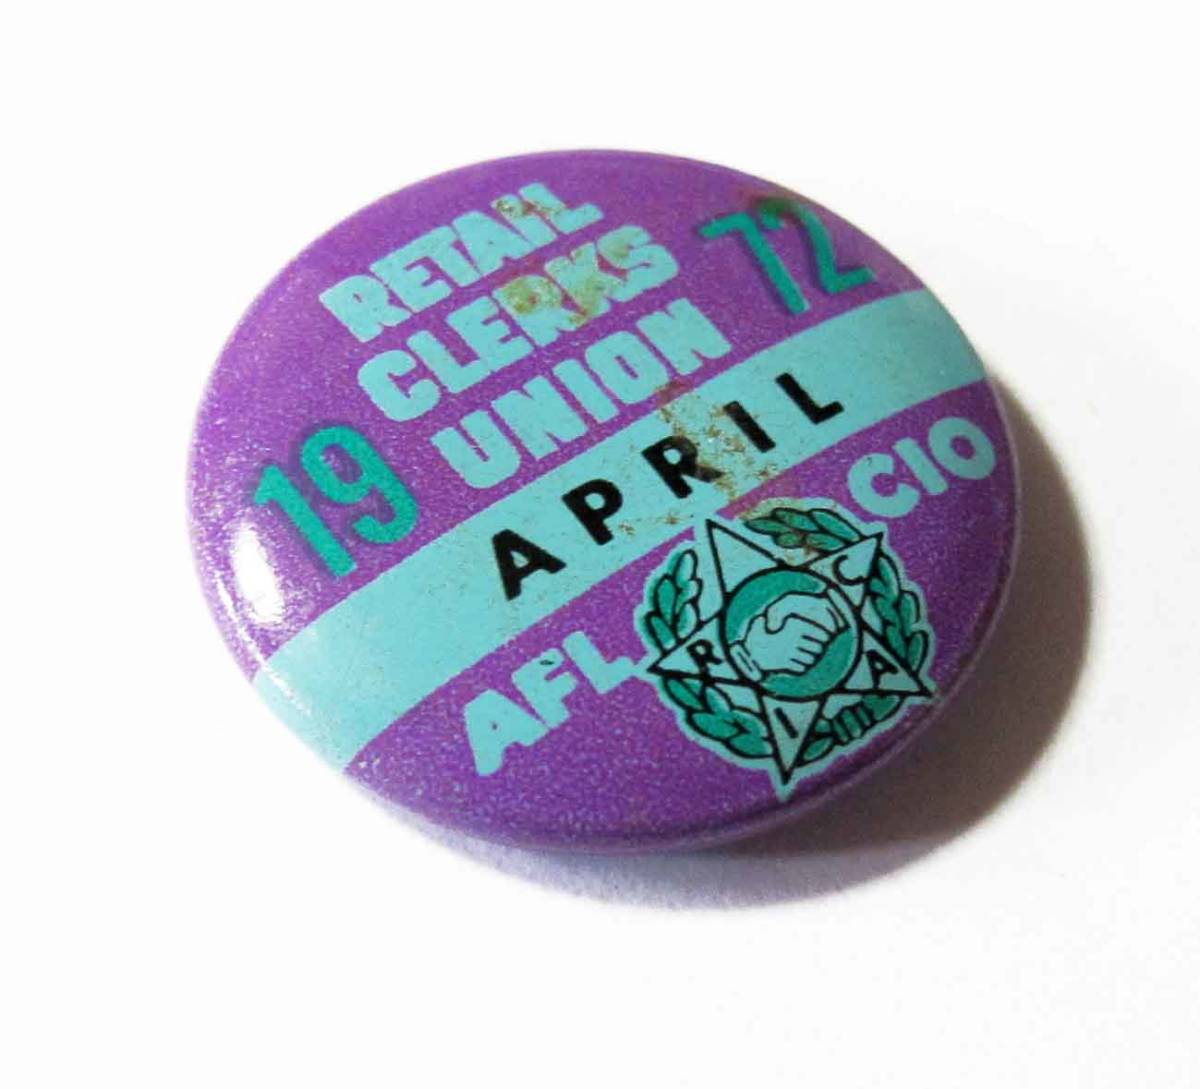 RETAIL
CLERKS
UNION
19 72
APRIL
AFL CIO
R C I A